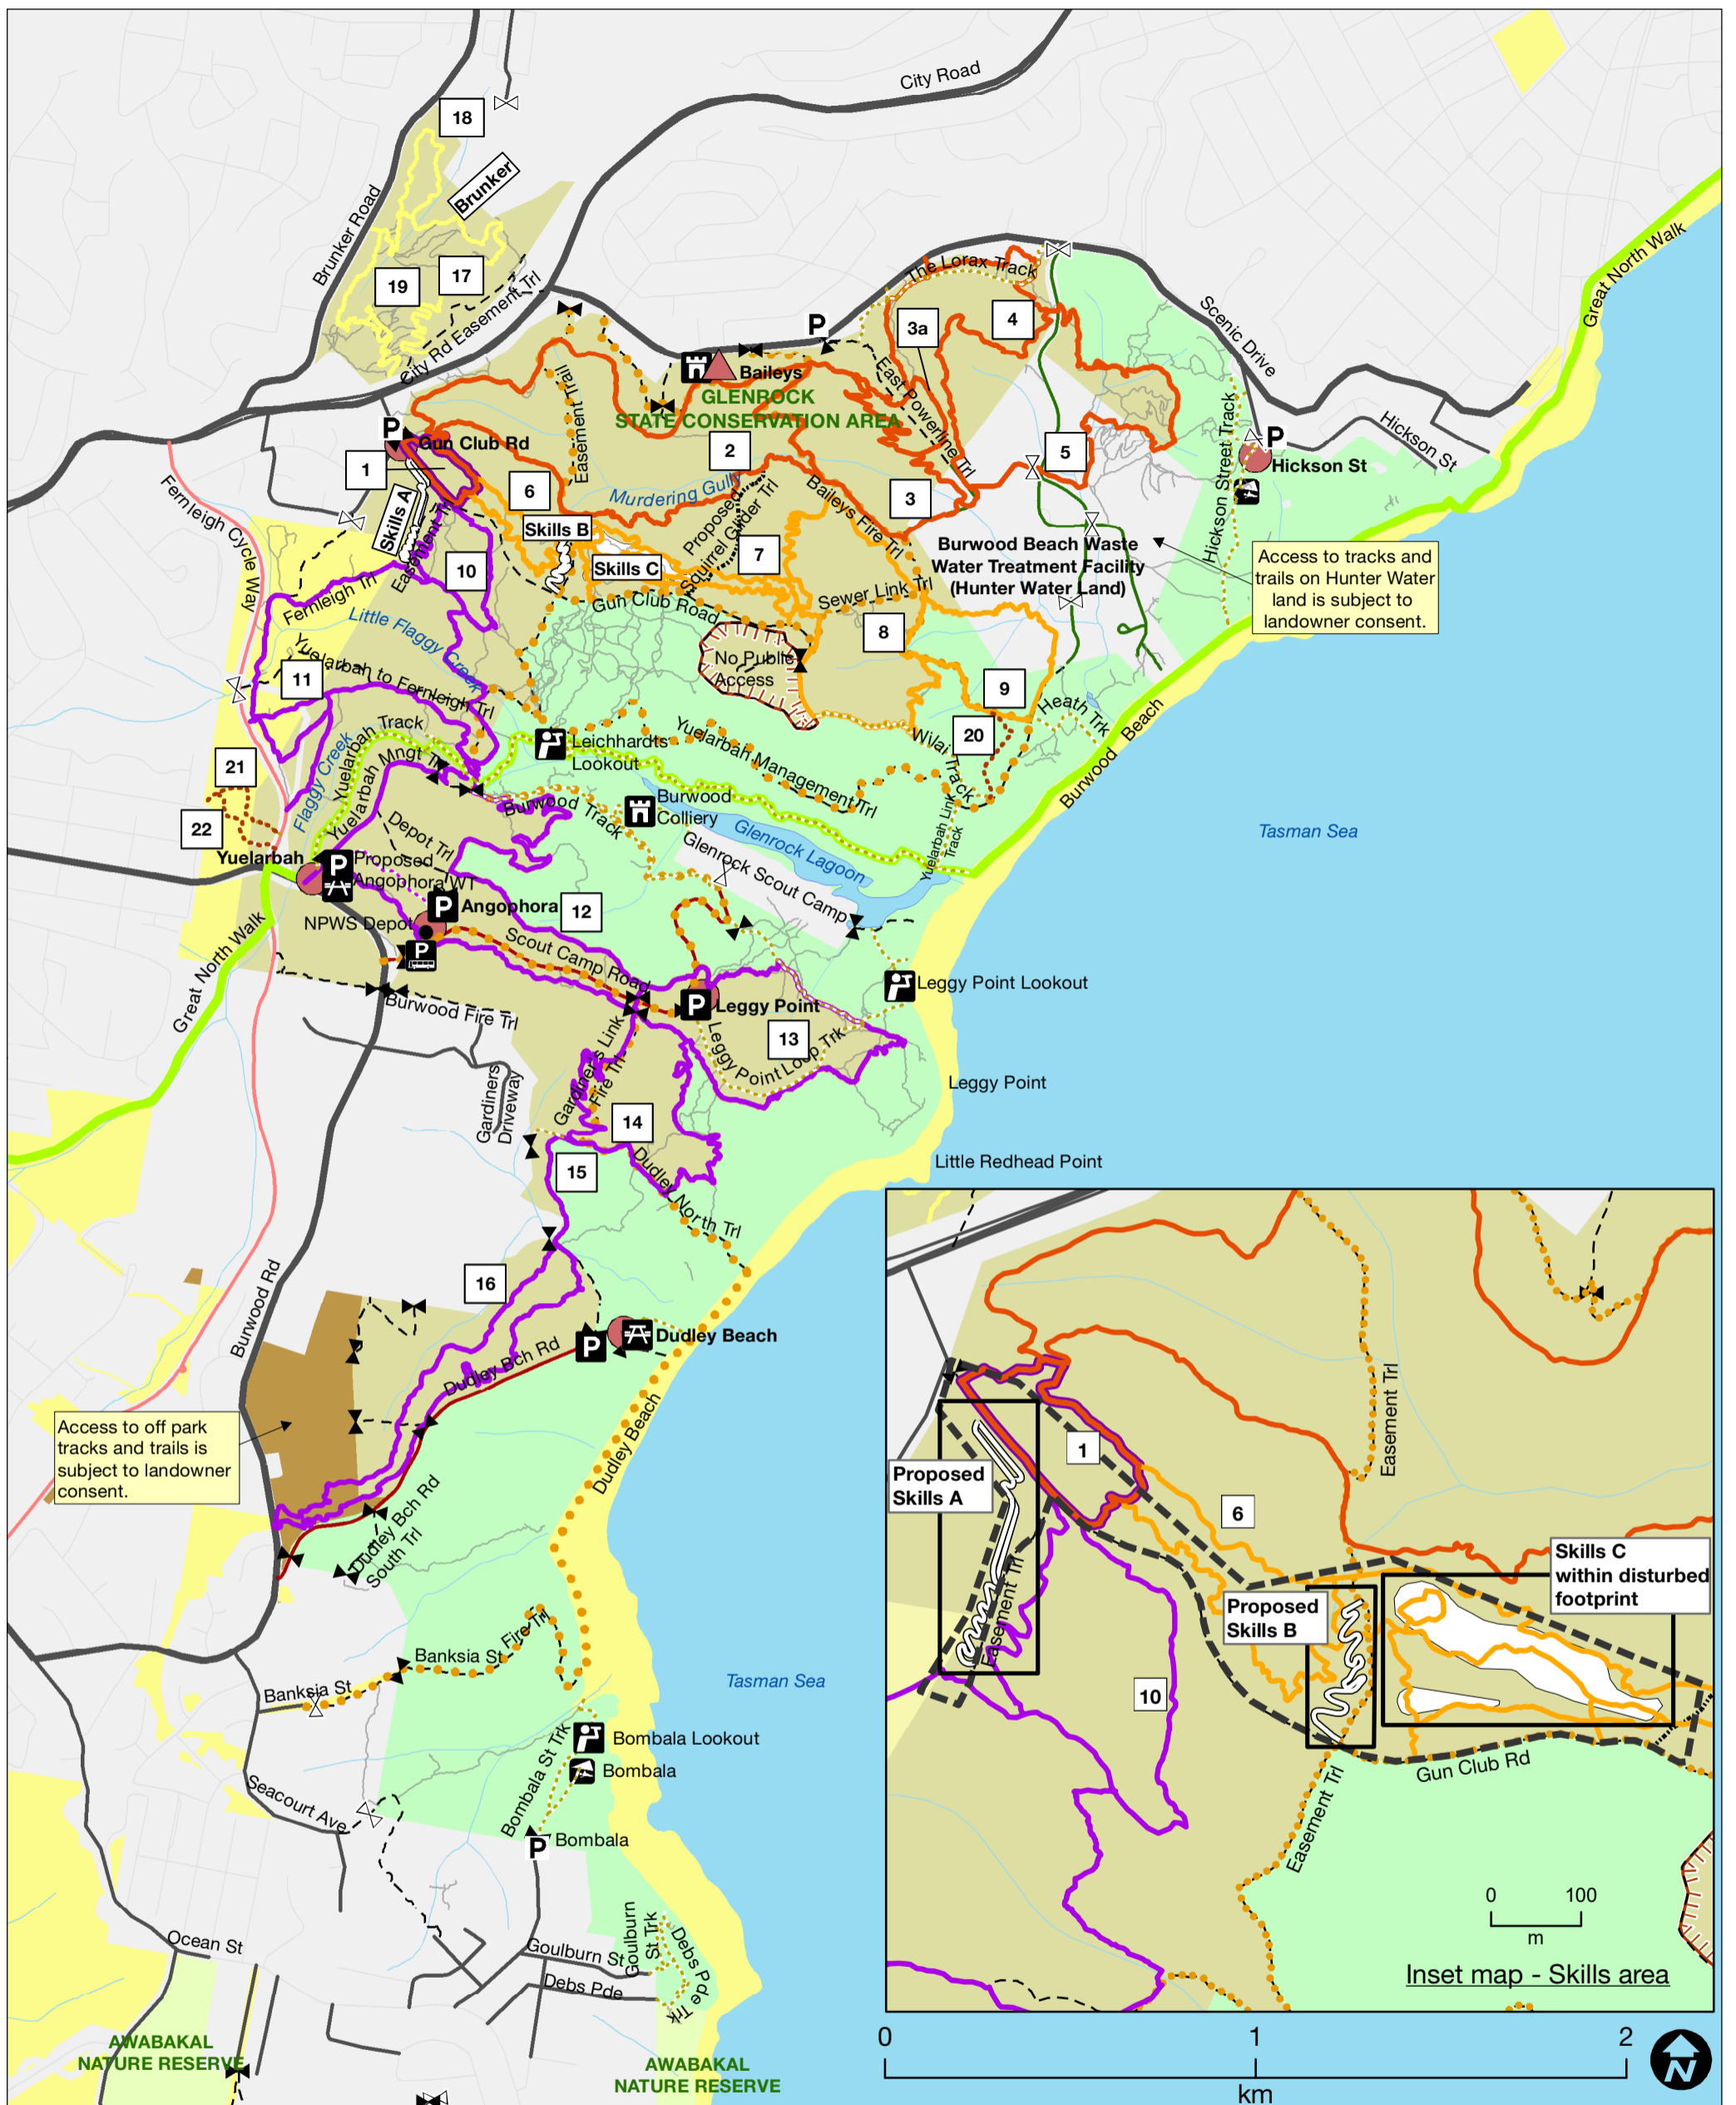 City Road
18
Brunker
Brunker Road
19
17
City Rd Easement Trl
The Lorax Track
Great North Walk
Scenic Drive
P
3a
4
Baileys
GLENROCK
STATE CONSERVATION AREA
East Powerline Trl
Easement Trail
P
Gun Club Rd
1
2
5
P
Hickson St
Hickson St
Hickson Street Track
6
Murdering Gully
3
Fernleigh Cycle Way
Skills A
Easement Trl
Skills B
Skills C
Proposed
Squirrel Glider Trl
Baileys Fire Trl
7
Burwood Beach Waste
Water Treatment Facility
(Hunter Water Land)
Access to tracks and
trails on Hunter Water
land is subject to
landowner consent.
10
Fernleigh Trl
Little Flaggy Creek
Gun Club Road
Sewer Link Trl
8
No Public
Access
11
Yuelarbah to Fernleigh Trl
9
Heath Trk
20
Yuelarbah Track
Yuelarbah Mngt Trl
Flaggy Creek
Leichhardts
Lookout
Yuelarbah Management Trl
Wilai Track
Burwood Beach
21
22
Burwood Track
Burwood
Colliery
Glenrock Lagoon
Yuelarbah Link
Track
Tasman Sea
Depot Trl
Yuelarbah
P
Proposed
Angophora WT
Glenrock Scout Camp
P
Angophora
12
NPWS Depot
P
Scout Camp Road
Great North Walk
Burwood Fire Trl
P
Leggy Point
Leggy Point Lookout
13
Leggy Point Loop Trk
Gardiner's Link
Fire Trl
Gardiners
Driveway
Leggy Point
14
15
Little Redhead Point
Dudley North Trl
Burwood Rd
16
P
Dudley Beach
Dudley Bch Rd
Dudley Beach
Access to off park
tracks and trails is
subject to landowner
consent.
Dudley Bch Rd
South Trl
Banksia St
Fire Trl
Banksia St
Tasman Sea
Bombala Lookout
Bombala
Bombala St Trk
P
Bombala
Seacourt Ave
Ocean St
Goulburn St
Goulburn
St Trk
Debs Pde
Debs Pde Trk
AWABAKAL
NATURE RESERVE
AWABAKAL
NATURE RESERVE
1
Proposed
Skills A
Easement Trl
6
Easement Trl
Skills C
within disturbed
footprint
Proposed
Skills B
10
Gun Club Rd
Easement Trl
0 100
m
Inset map - Skills area
0 1 2
km
N